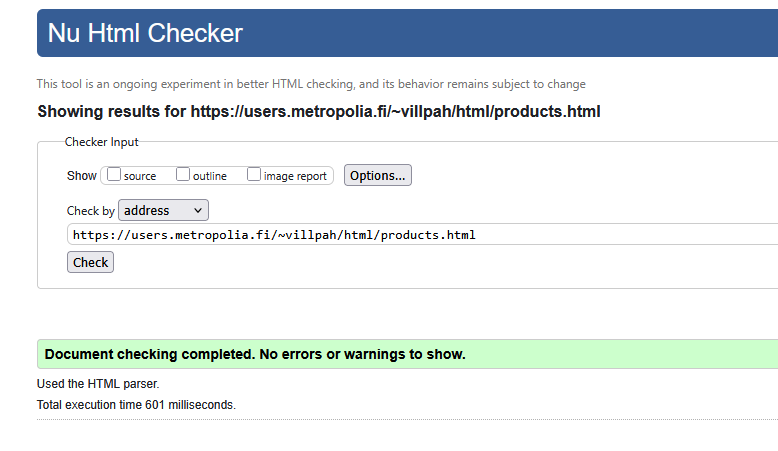 Nu Html Checker
This tool is an ongoing experiment in better HTML checking, and its behavior remains subject to change
Showing results for https://users.metropolia.fi/~villpah/html/products.html
Checker Input
Show source outline image report Options...
Check by address
https://users.metropolia.fi/~villpah/html/products.html
Check
Document checking completed. No errors or warnings to show.
Used the HTML parser.
Total execution time 601 milliseconds.